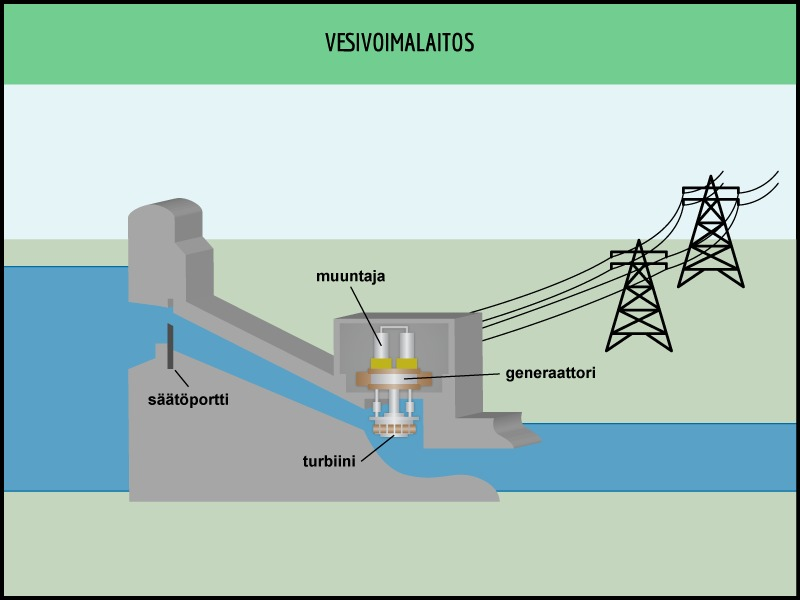 VESIVOIMALAITOS
muuntaja
generaattori
säätöportti
turbiini